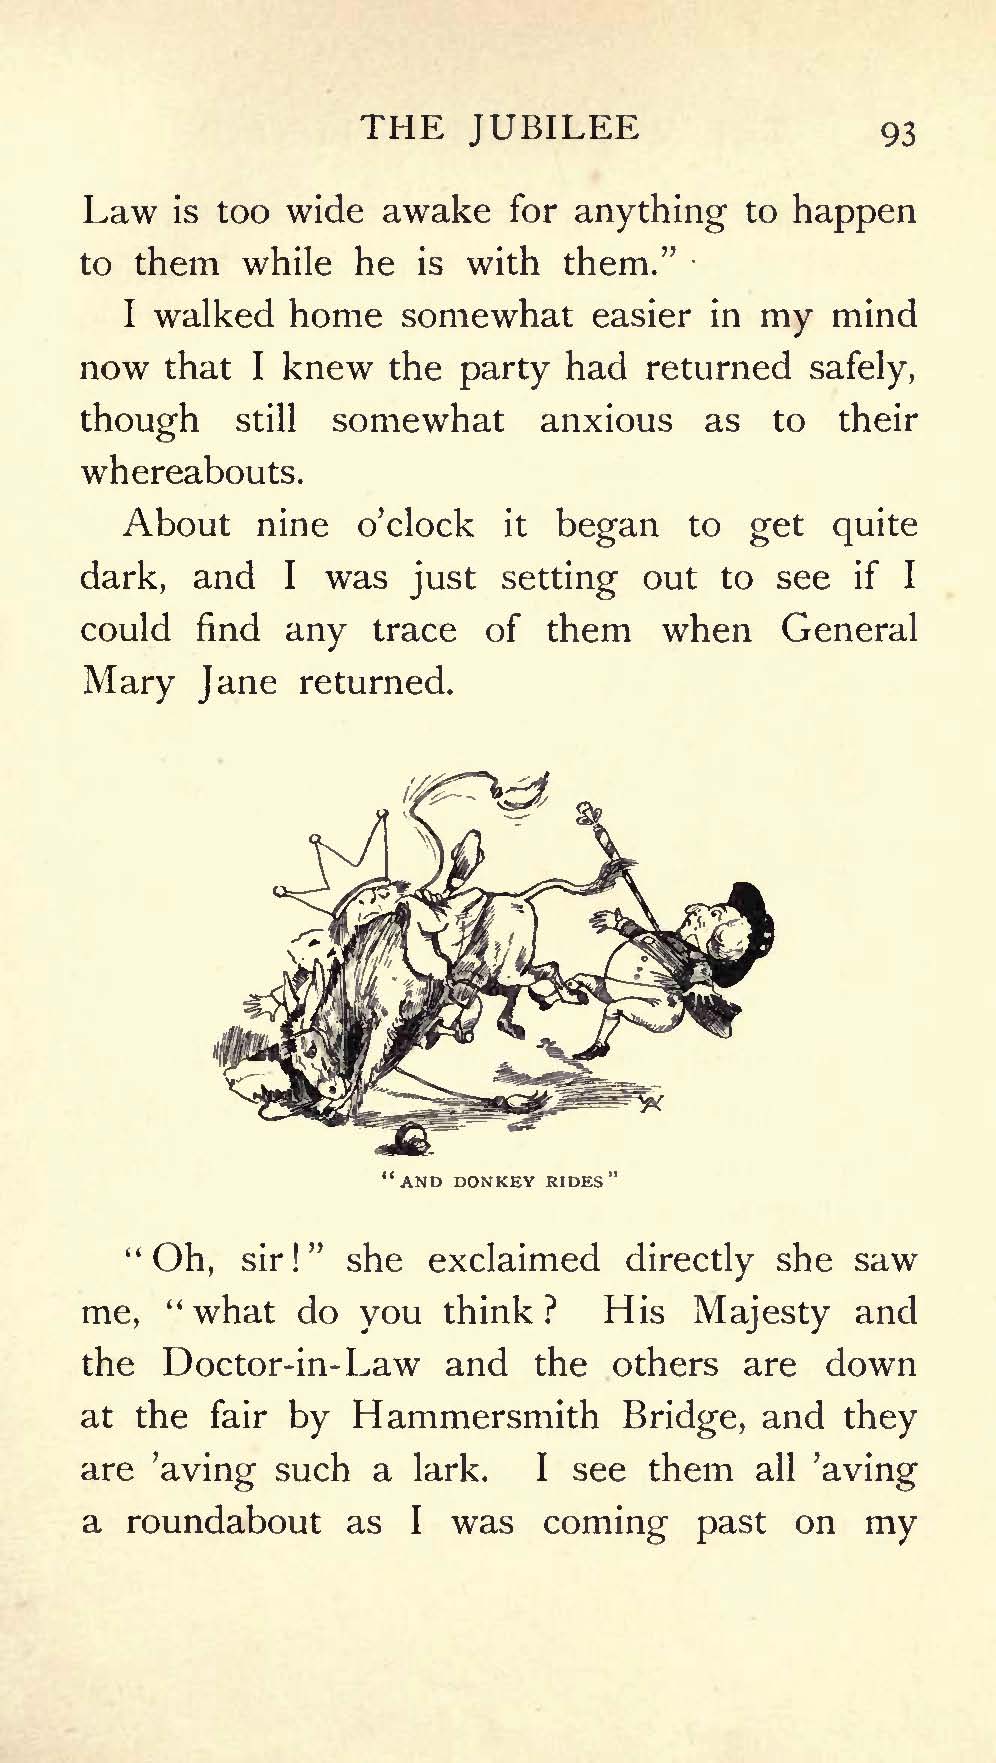 THE JUBILEE 93
Law is too wide awake for anything to happen
to them while he is with them.”
I walked home somewhat easier in my mind
now that I knew the party had returned safely,
though still somewhat anxious as to their
whereabouts.
About nine o’clock it began to get quite
dark, and I was just setting out to see if I
could find any trace of them when General
Mary Jane returned.
“AND DONKEY RIDES”
“Oh, sir!” she exclaimed directly she saw
me, “what do you think? His Majesty and
the Doctor-in-Law and the others are down
at the fair by Hammersmith Bridge, and they
are ’aving such a lark. I see them all ’aving
a roundabout as I was coming past on my